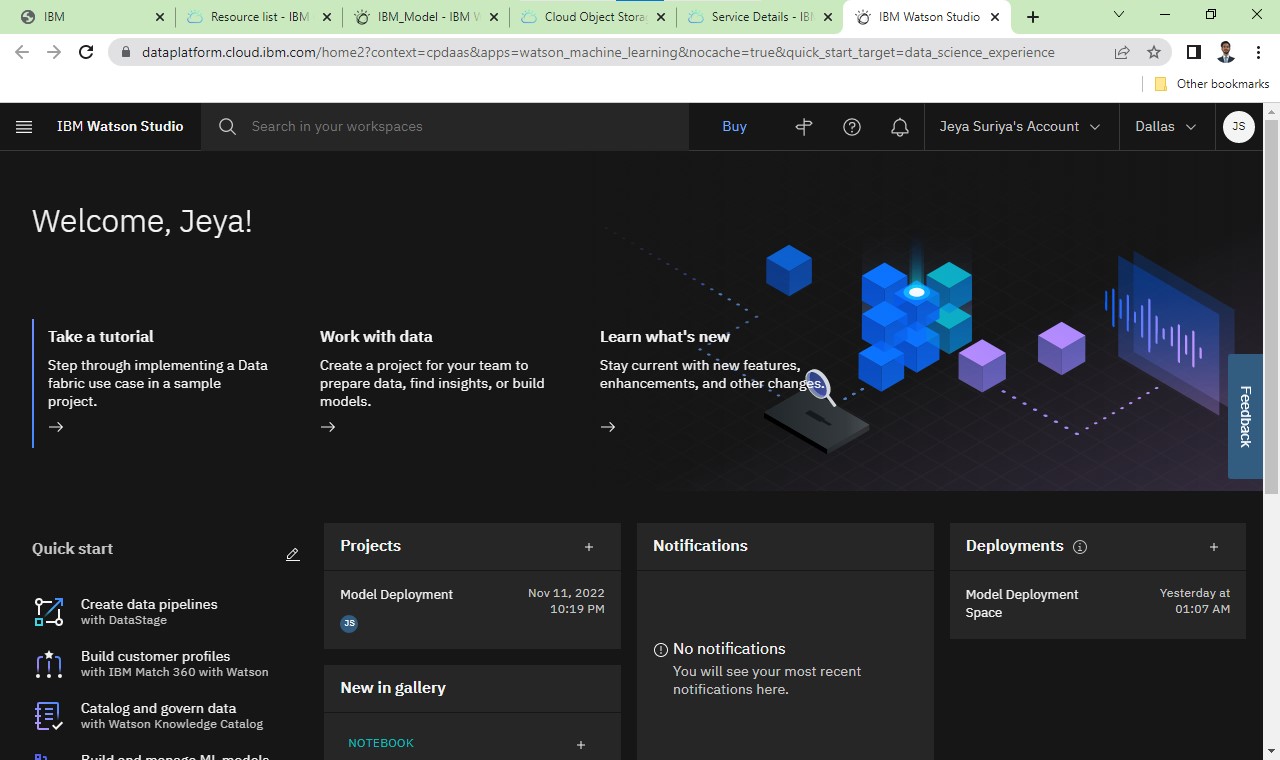 IBM
Resource list - IBM
IBM_Model - IBM W
Cloud Object Storag
Service Details - IB
IBM Watson Studio
dataplatform.cloud.ibm.com/home2?context=cpdaas&apps=watson_machine_learning&nocache=true&quick_start_target=data_science_experience
Other bookmarks
IBM Watson Studio
Search in your workspaces
Buy
Jeya Suriya's Account
Dallas
JS
Welcome, Jeya!
Take a tutorial
Step through implementing a Data
fabric use case in a sample
project.
Work with data
Create a project for your team to
prepare data, find insights, or build
models.
Learn what's new
Stay current with new features,
enhancements, and other changes.
Feedback
Quick start
Create data pipelines
with DataStage
Build customer profiles
with IBM Match 360 with Watson
Catalog and govern data
with Watson Knowledge Catalog
Build and manage ML models
Projects
Model Deployment
Nov 11, 2022
10:19 PM
JS
New in gallery
NOTEBOOK
Notifications
No notifications
You will see your most recent
notifications here.
Deployments
Model Deployment
Space
Yesterday at
01:07 AM